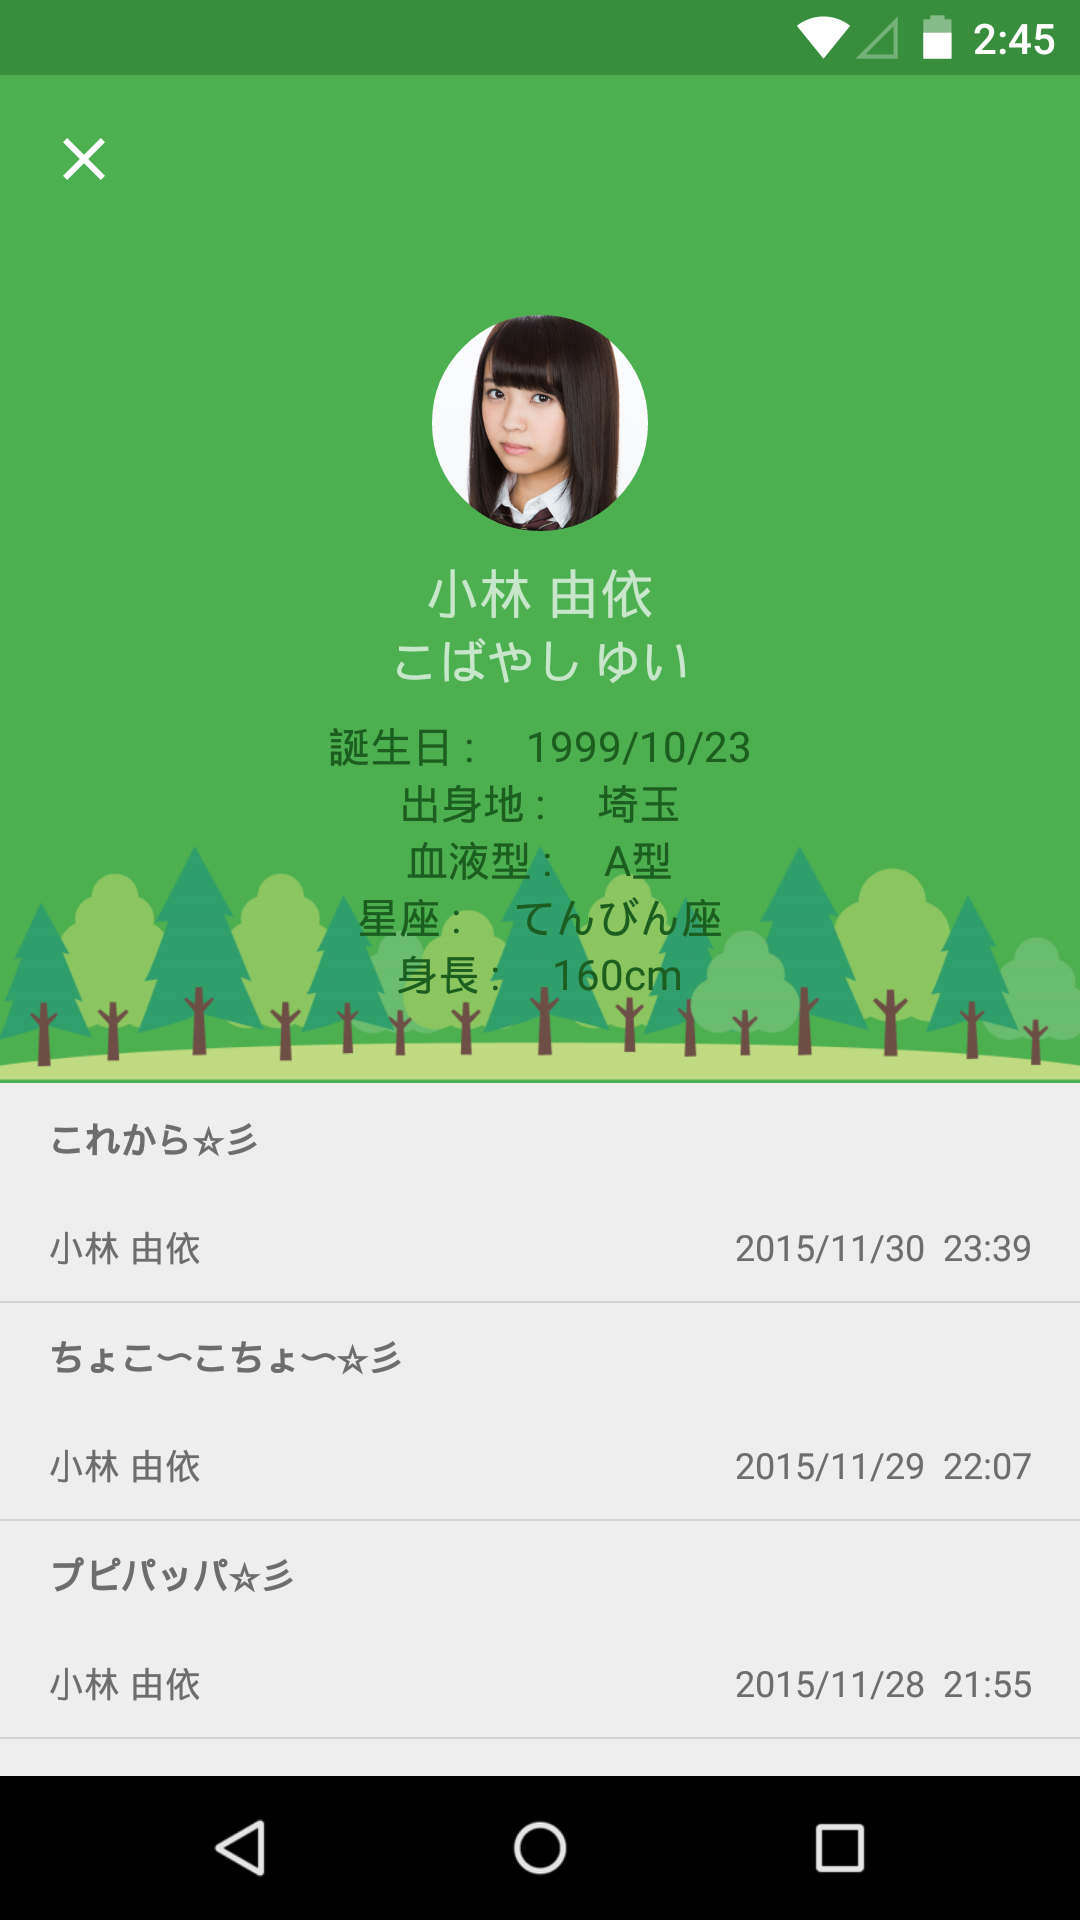 2:45
小林 由依
こばやし ゆい
誕生日 :　1999/10/23
出身地 :　埼玉
血液型 :　A型
星座 :　てんびん座
身長 :　160cm
これから☆彡
小林 由依 2015/11/30 23:39
ちょこ〜こちょ〜☆彡
小林 由依 2015/11/29 22:07
プピパッパ☆彡
小林 由依 2015/11/28 21:55